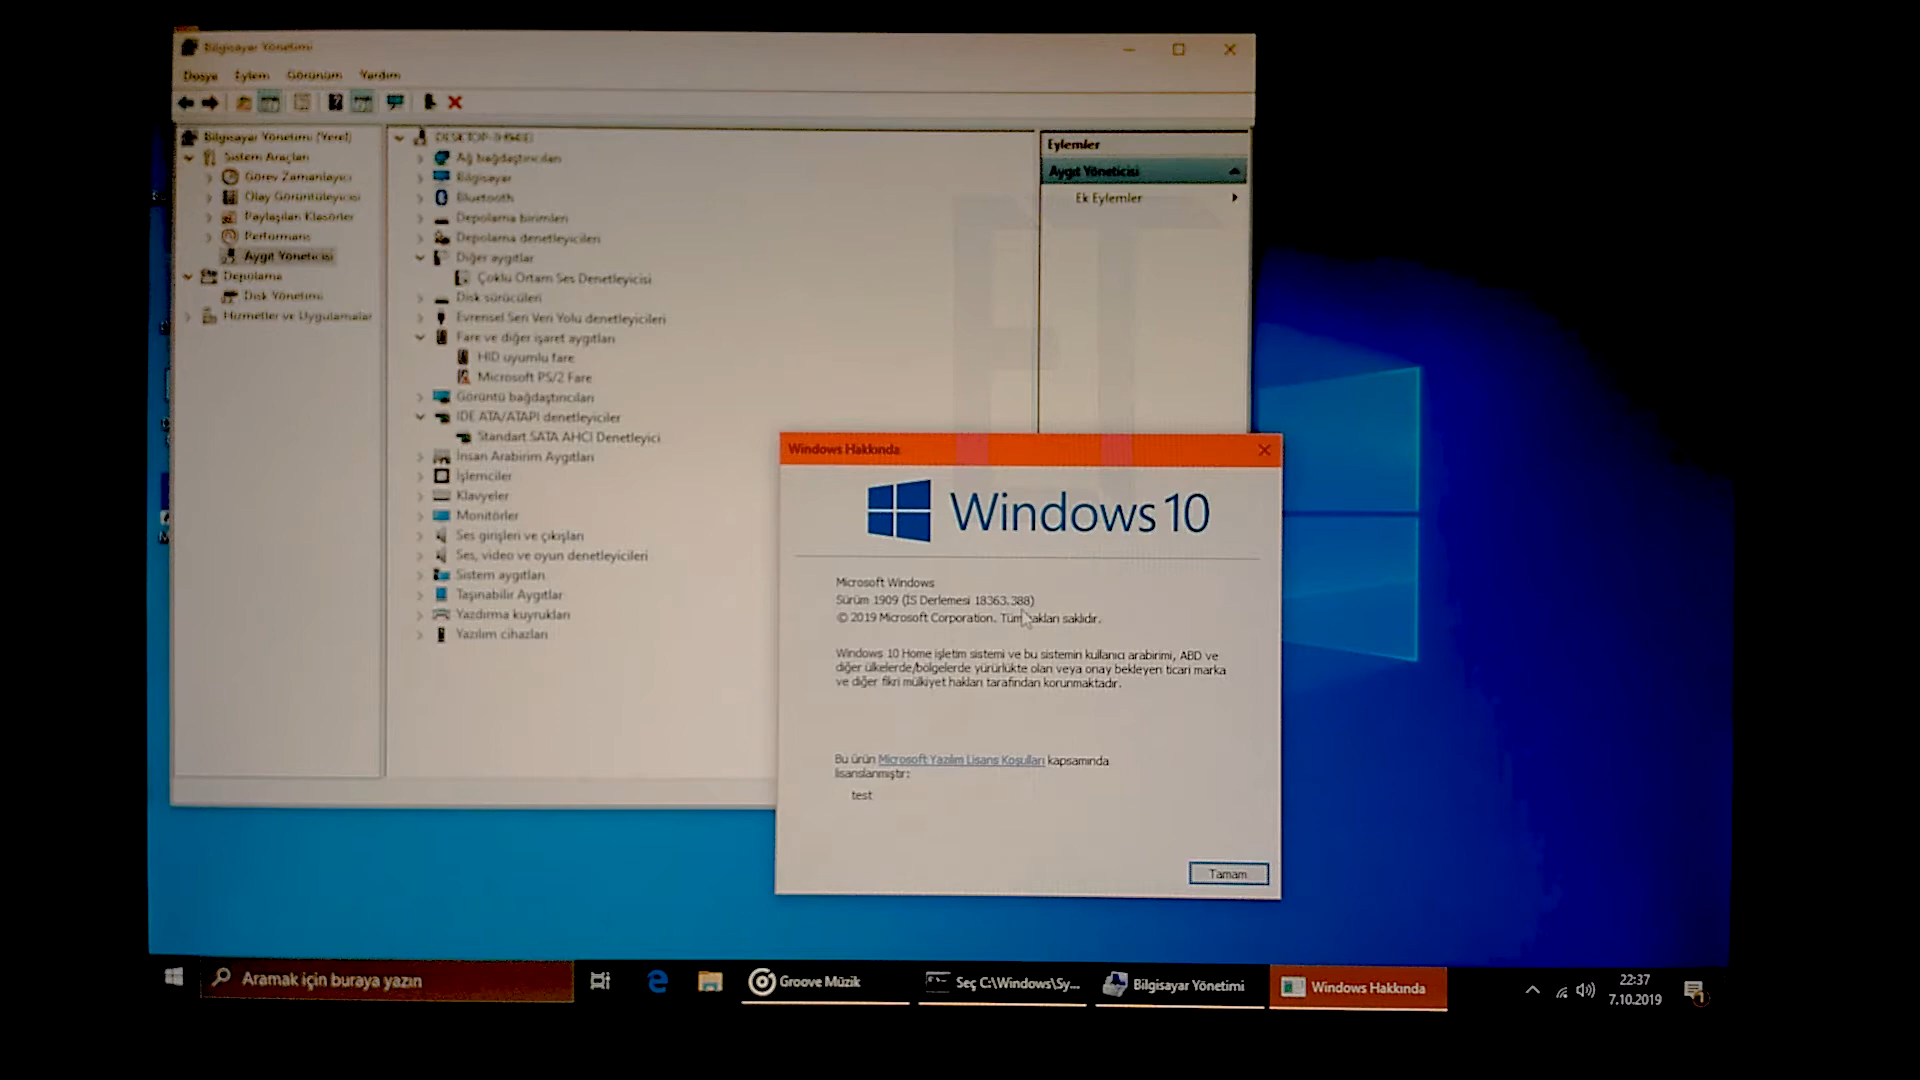 Bilgisayar Yönetimi
Dosya Eylem Görünüm Yardım
Bilgisayar Yönetimi (Yerel)
Sistem Araçları
Görev Zamanlayıcı
Olay Görüntüleyicisi
Paylaşılan Klasörler
Performans
Aygıt Yöneticisi
Depolama
Disk Yönetimi
Hizmetler ve Uygulamalar
Ağ bağdaştırıcıları
Bilgisayar
Bluetooth
Depolama birimleri
Depolama denetleyicileri
Diğer aygıtlar
Çoklu Ortam Ses Denetleyicisi
Disk sürücüleri
Evrensel Seri Veri Yolu denetleyicileri
Fare ve diğer işaret aygıtları
HID uyumlu fare
Microsoft PS/2 Fare
Görüntü bağdaştırıcıları
IDE ATA/ATAPI denetleyiciler
Standart SATA AHCI Denetleyici
İnsan Arabirim Aygıtları
İşlemciler
Klavyeler
Monitörler
Ses girişleri ve çıkışları
Ses, video ve oyun denetleyicileri
Sistem aygıtları
Taşınabilir Aygıtlar
Yazdırma kuyrukları
Yazılım cihazları
Eylemler
Aygıt Yöneticisi
Ek Eylemler
Windows Hakkında
Windows 10
Microsoft Windows
Sürüm 1909 (İS Derlemesi 18363.388)
© 2019 Microsoft Corporation. Tüm hakları saklıdır.
Windows 10 Home işletim sistemi ve bu sistemin kullanıcı arabirimi, ABD ve
diğer ülkelerde/bölgelerde yürürlükte olan veya onay bekleyen ticari marka
ve diğer fikri mülkiyet hakları tarafından korunmaktadır.
Bu ürün Microsoft Yazılım Lisans Koşulları kapsamında
lisanslanmıştır:
test
Tamam
Aramak için buraya yazın
Groove Müzik
Seç C:\Windows\Sy...
Bilgisayar Yönetimi
Windows Hakkında
22:37
7.10.2019
1